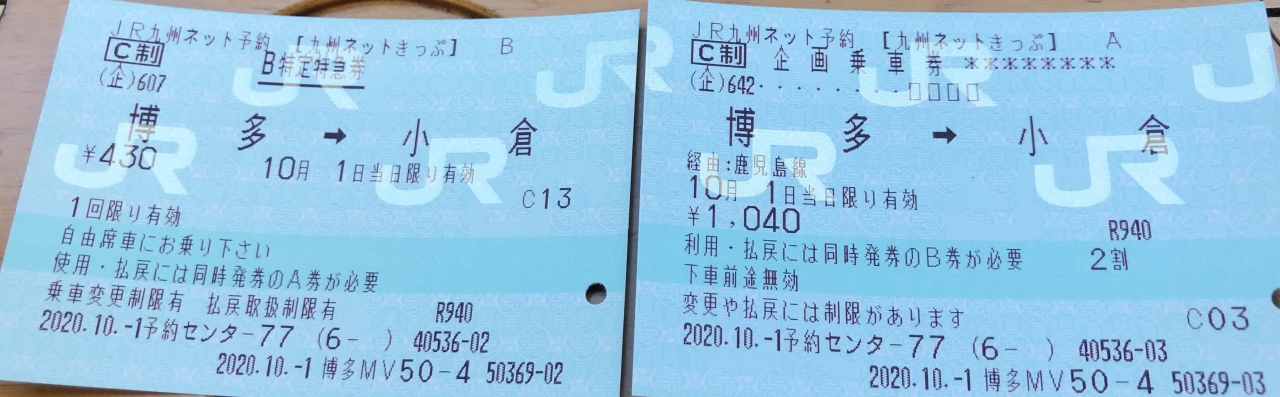 JR九州ネット予約 [九州ネットきっぷ] B
C制 B特定特急券
(企)607
博多→小倉
¥430 10月 1日当日限り有効
C13
1回限り有効
自由席車にお乗り下さい
使用・払戻には同時発券のA券が必要
乗車変更制限有 払戻取扱制限有 R940
2020.10.-1予約センター77 (6- ) 40536-02
2020.10.-1 博多MV50-4 50369-02
JR九州ネット予約 [九州ネットきっぷ] A
C制 企画乗車券 ********
(企)642・・・・・・・・・□□□□
博多→小倉
経由:鹿児島線
10月 1日当日限り有効
¥1,040 R940
利用・払戻には同時発券のB券が必要 2割
下車前途無効
変更や払戻には制限があります C03
2020.10.-1予約センター77 (6- ) 40536-03
2020.10.-1 博多MV50-4 50369-03